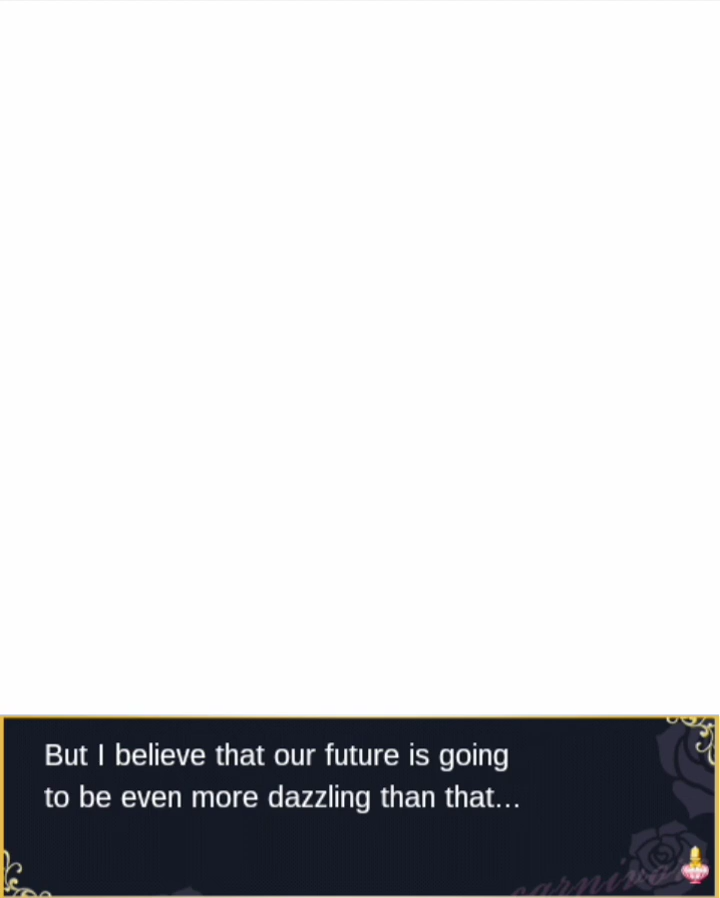 But I believe that our future is going
to be even more dazzling than that...